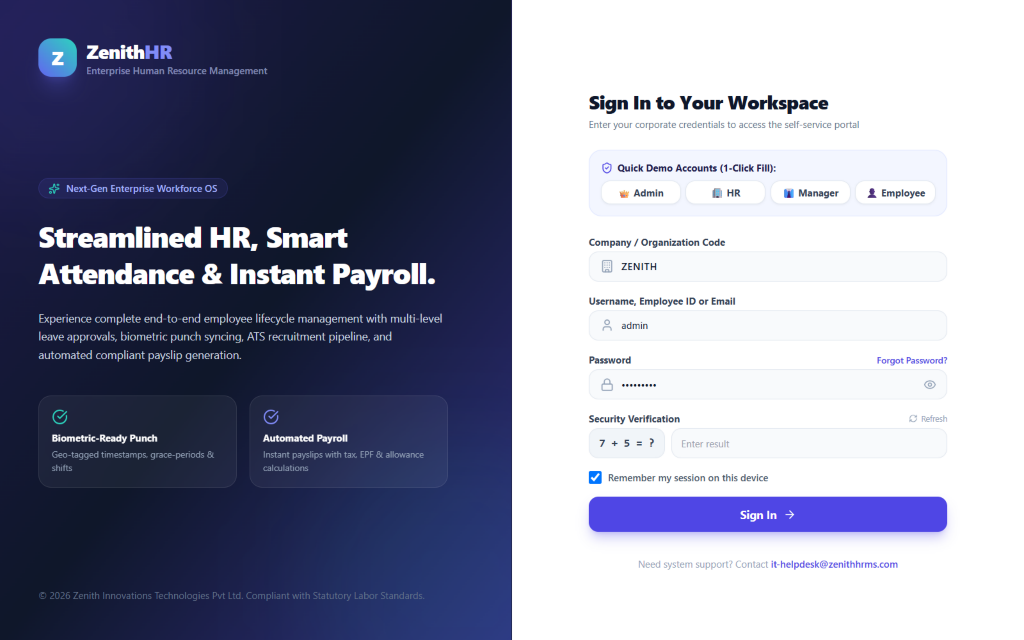 Z
ZenithHR
Enterprise Human Resource Management
Next-Gen Enterprise Workforce OS
Streamlined HR, Smart
Attendance & Instant Payroll.
Experience complete end-to-end employee lifecycle management with multi-level
leave approvals, biometric punch syncing, ATS recruitment pipeline, and
automated compliant payslip generation.
Biometric-Ready Punch
Geo-tagged timestamps, grace-periods &
shifts
Automated Payroll
Instant payslips with tax, EPF & allowance
calculations
© 2026 Zenith Innovations Technologies Pvt Ltd. Compliant with Statutory Labor Standards.
Sign In to Your Workspace
Enter your corporate credentials to access the self-service portal
Quick Demo Accounts (1-Click Fill):
Admin
HR
Manager
Employee
Company / Organization Code
ZENITH
Username, Employee ID or Email
admin
Password
Forgot Password?
•••••••••
Security Verification
Refresh
7 + 5 = ?
Enter result
Remember my session on this device
Sign In →
Need system support? Contact it-helpdesk@zenithhrms.com